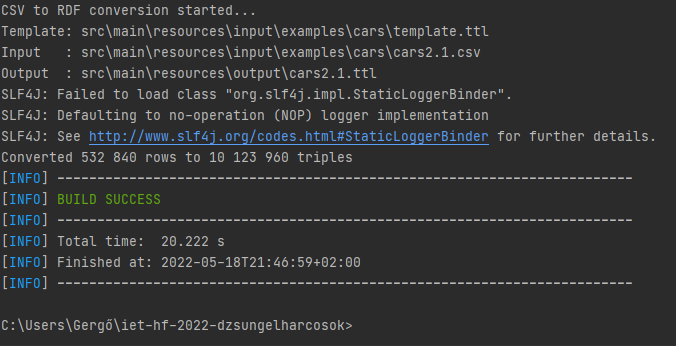 CSV to RDF conversion started...
Template: src\main\resources\input\examples\cars\template.ttl
Input   : src\main\resources\input\examples\cars\cars2.1.csv
Output  : src\main\resources\output\cars2.1.ttl
SLF4J: Failed to load class "org.slf4j.impl.StaticLoggerBinder".
SLF4J: Defaulting to no-operation (NOP) logger implementation
SLF4J: See http://www.slf4j.org/codes.html#StaticLoggerBinder for further details.
Converted 532 840 rows to 10 123 960 triples
[INFO] ------------------------------------------------------------------------
[INFO] BUILD SUCCESS
[INFO] ------------------------------------------------------------------------
[INFO] Total time:  20.222 s
[INFO] Finished at: 2022-05-18T21:46:59+02:00
[INFO] ------------------------------------------------------------------------
C:\Users\Gergő\iet-hf-2022-dzsungelharcosok>